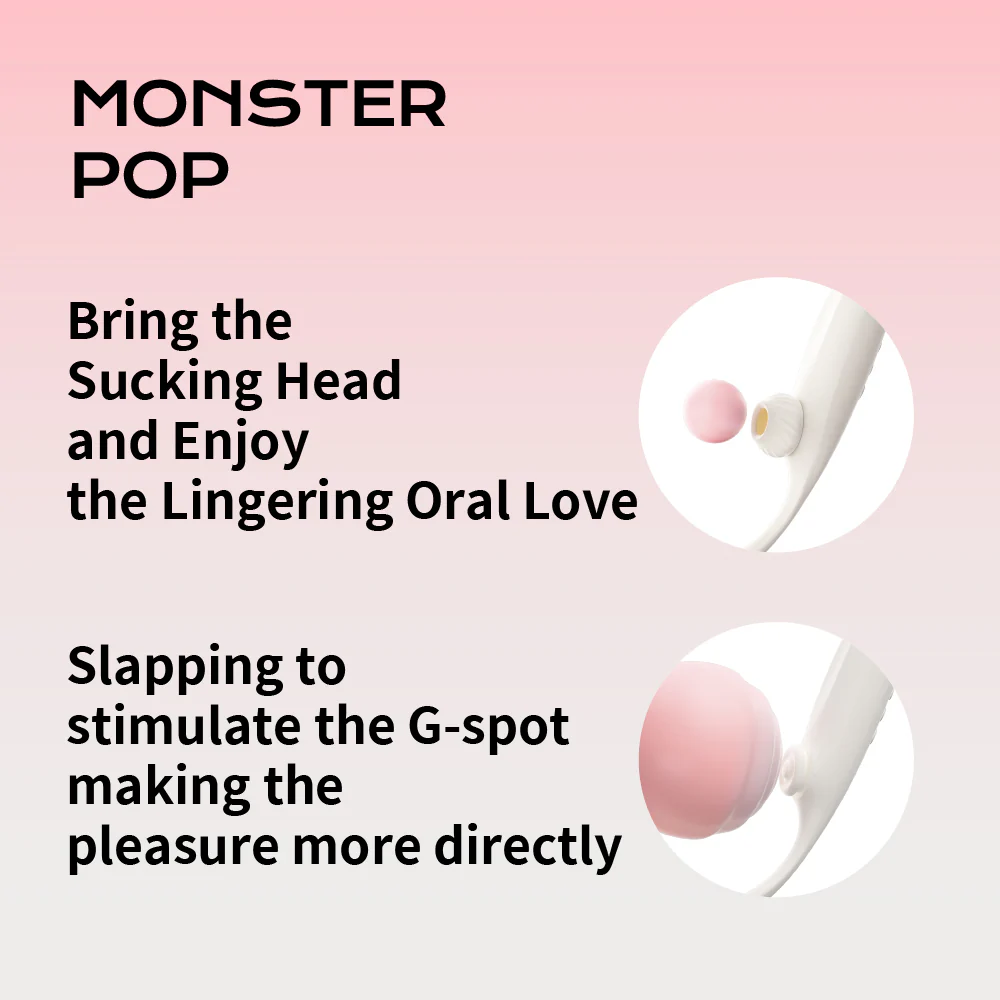 MONSTER
POP
Bring the
Sucking Head
and Enjoy
the Lingering Oral Love
Slapping to
stimulate the G-spot
making the
pleasure more directly